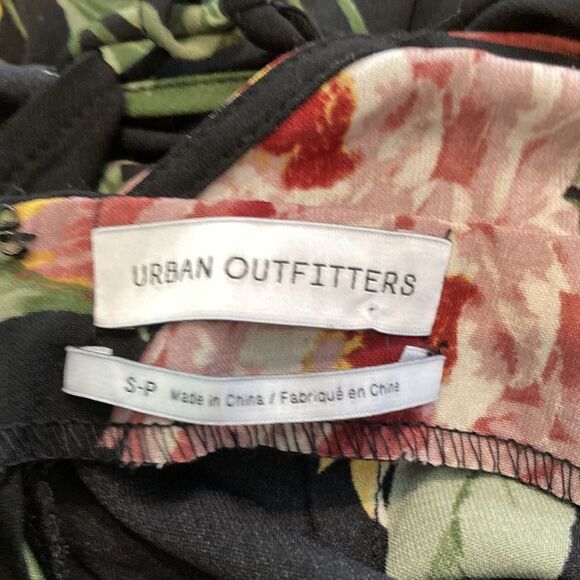 URBAN OUTFITTERS
S-P Made in China / Fabriqué en Chine